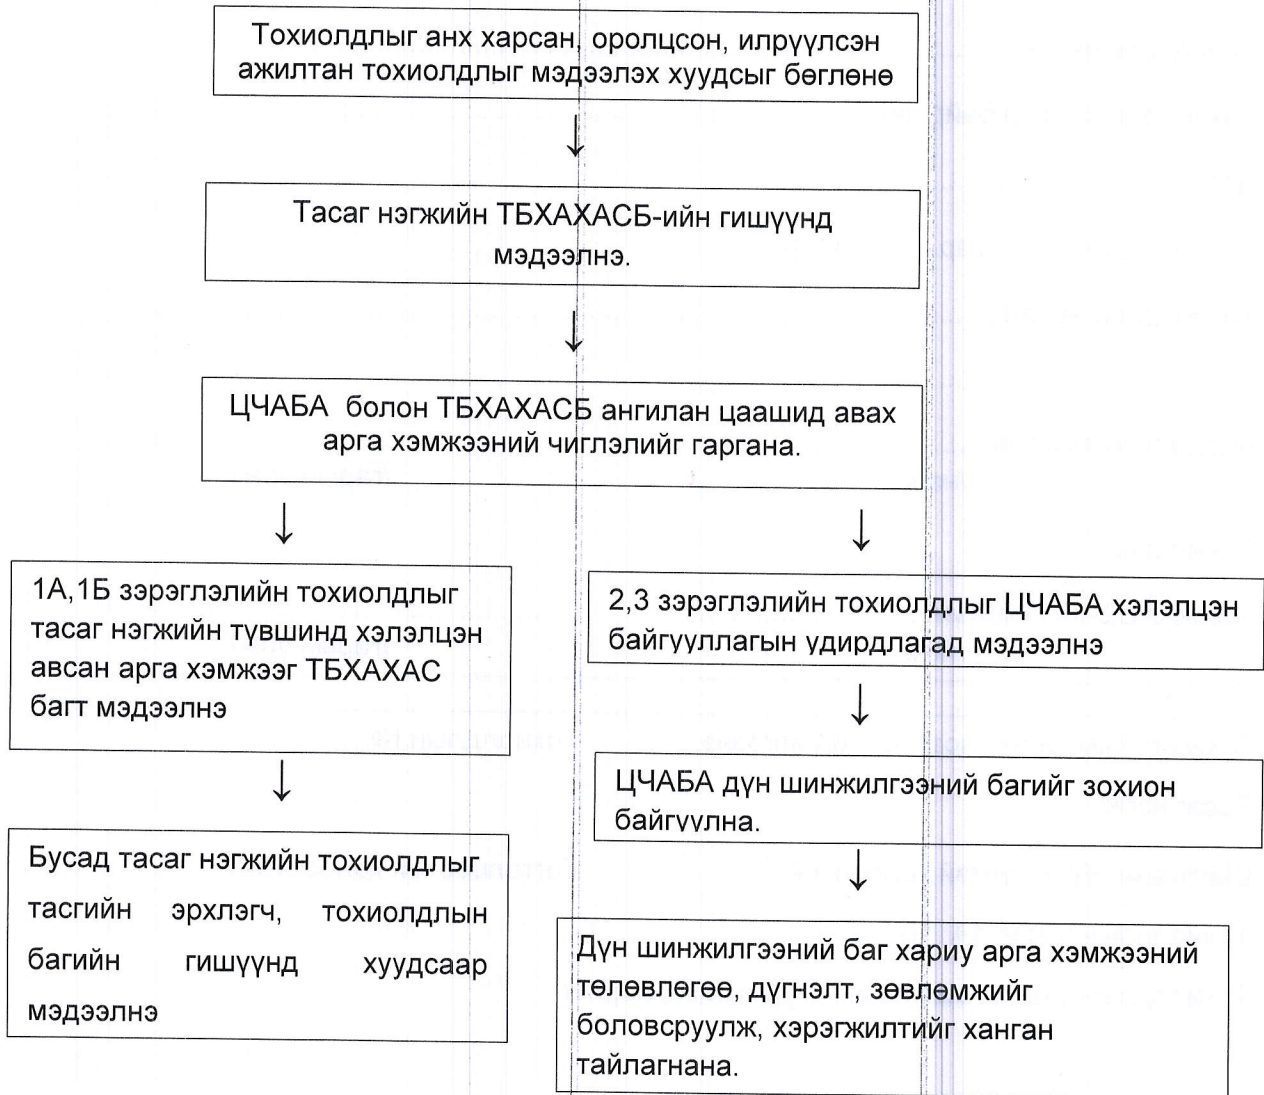 Тохиолдлыг анх харсан, оролцсон, илрүүлсэн
ажилтан тохиолдлыг мэдээлэх хуудсыг бөглөнө
Тасаг нэгжийн ТБХАХАСБ-ийн гишүүнд
мэдээлнэ.
ЦЧАБА болон ТБХАХАСБ ангилан цаашид авах
арга хэмжээний чиглэлийг гаргана.
1А,1Б зэрэглэлийн тохиолдлыг
тасаг нэгжийн түвшинд хэлэлцэн
авсан арга хэмжээг ТБХАХАС
багт мэдээлнэ
Бусад тасаг нэгжийн тохиолдлыг
тасгийн эрхлэгч, тохиолдлын
багийн гишүүнд хуудсаар
мэдээлнэ
2,3 зэрэглэлийн тохиолдлыг ЦЧАБА хэлэлцэн
байгууллагын удирдлагад мэдээлнэ
ЦЧАБА дүн шинжилгээний багийг зохион
байгуулна.
Дүн шинжилгээний баг хариу арга хэмжээний
төлөвлөгөө, дүгнэлт, зөвлөмжийг
боловсруулж, хэрэгжилтийг ханган
тайлагнана.